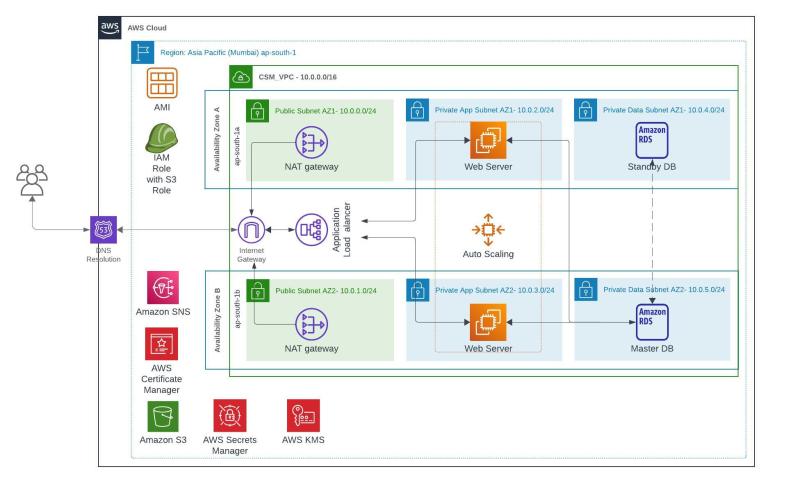 aws
AWS Cloud
Region: Asia Pacific (Mumbai) ap-south-1
CSM_VPC - 10.0.0.0/16
AMI
IAM
Role
with S3
Role
Availability Zone A
ap-south-1a
Public Subnet AZ1- 10.0.0.0/24
NAT gateway
Private App Subnet AZ1- 10.0.2.0/24
Web Server
Private Data Subnet AZ1- 10.0.4.0/24
Amazon
RDS
Standby DB
53
DNS
Resolution
Internet
Gateway
Application
Load alancer
Auto Scaling
Amazon SNS
AWS
Certificate
Manager
Availability Zone B
ap-south-1b
Public Subnet AZ2- 10.0.1.0/24
NAT gateway
Private App Subnet AZ2- 10.0.3.0/24
Web Server
Private Data Subnet AZ2- 10.0.5.0/24
Amazon
RDS
Master DB
Amazon S3
AWS Secrets
Manager
AWS KMS